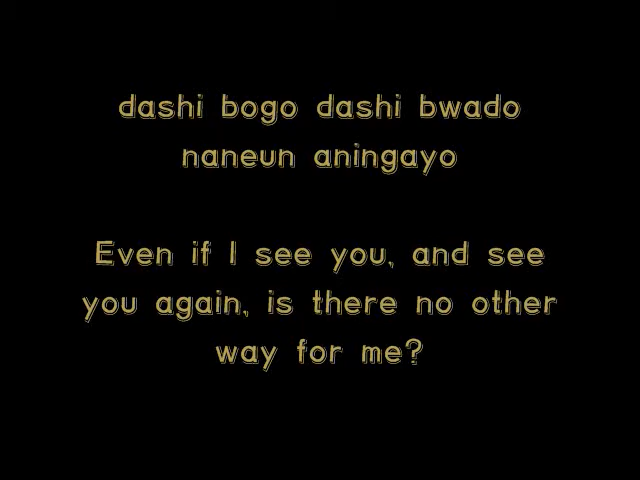 dashi bogo dashi bwado
naneun aningayo
Even if I see you, and see
you again, is there no other
way for me?